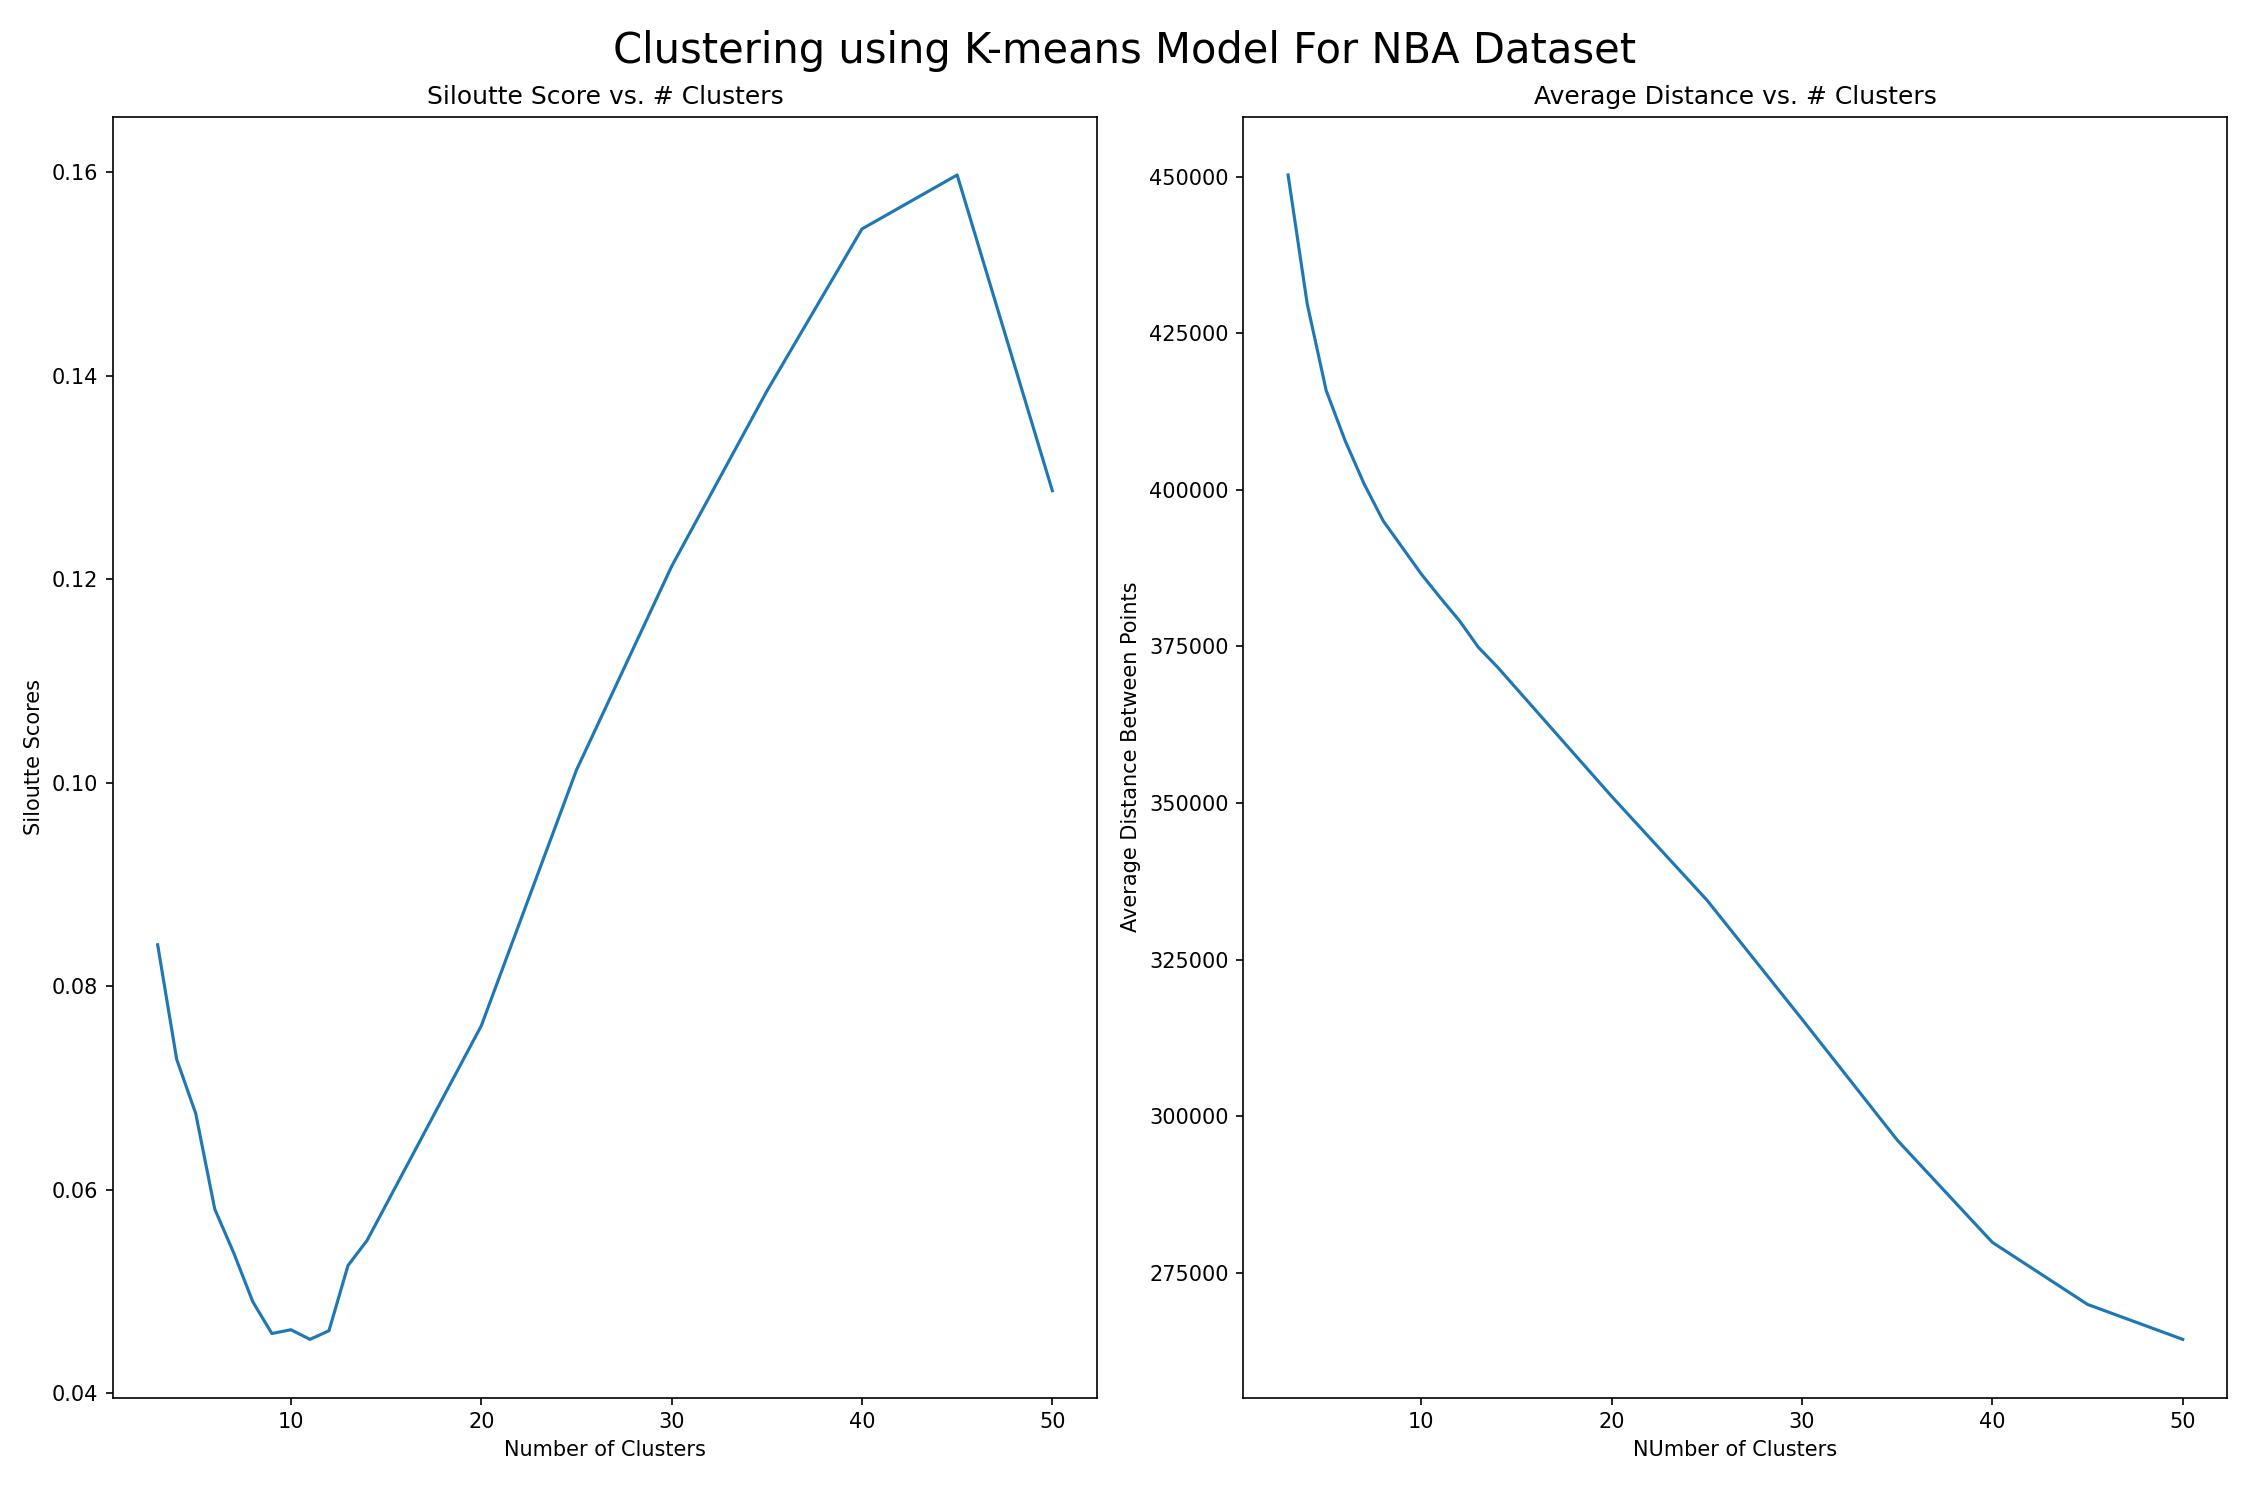 Clustering using K-means Model For NBA Dataset
Siloutte Score vs. # Clusters
Siloutte Scores
0.16
0.14
0.12
0.10
0.08
0.06
0.04
10 20 30 40 50
Number of Clusters
Average Distance vs. # Clusters
Average Distance Between Points
450000
425000
400000
375000
350000
325000
300000
275000
10 20 30 40 50
NUmber of Clusters